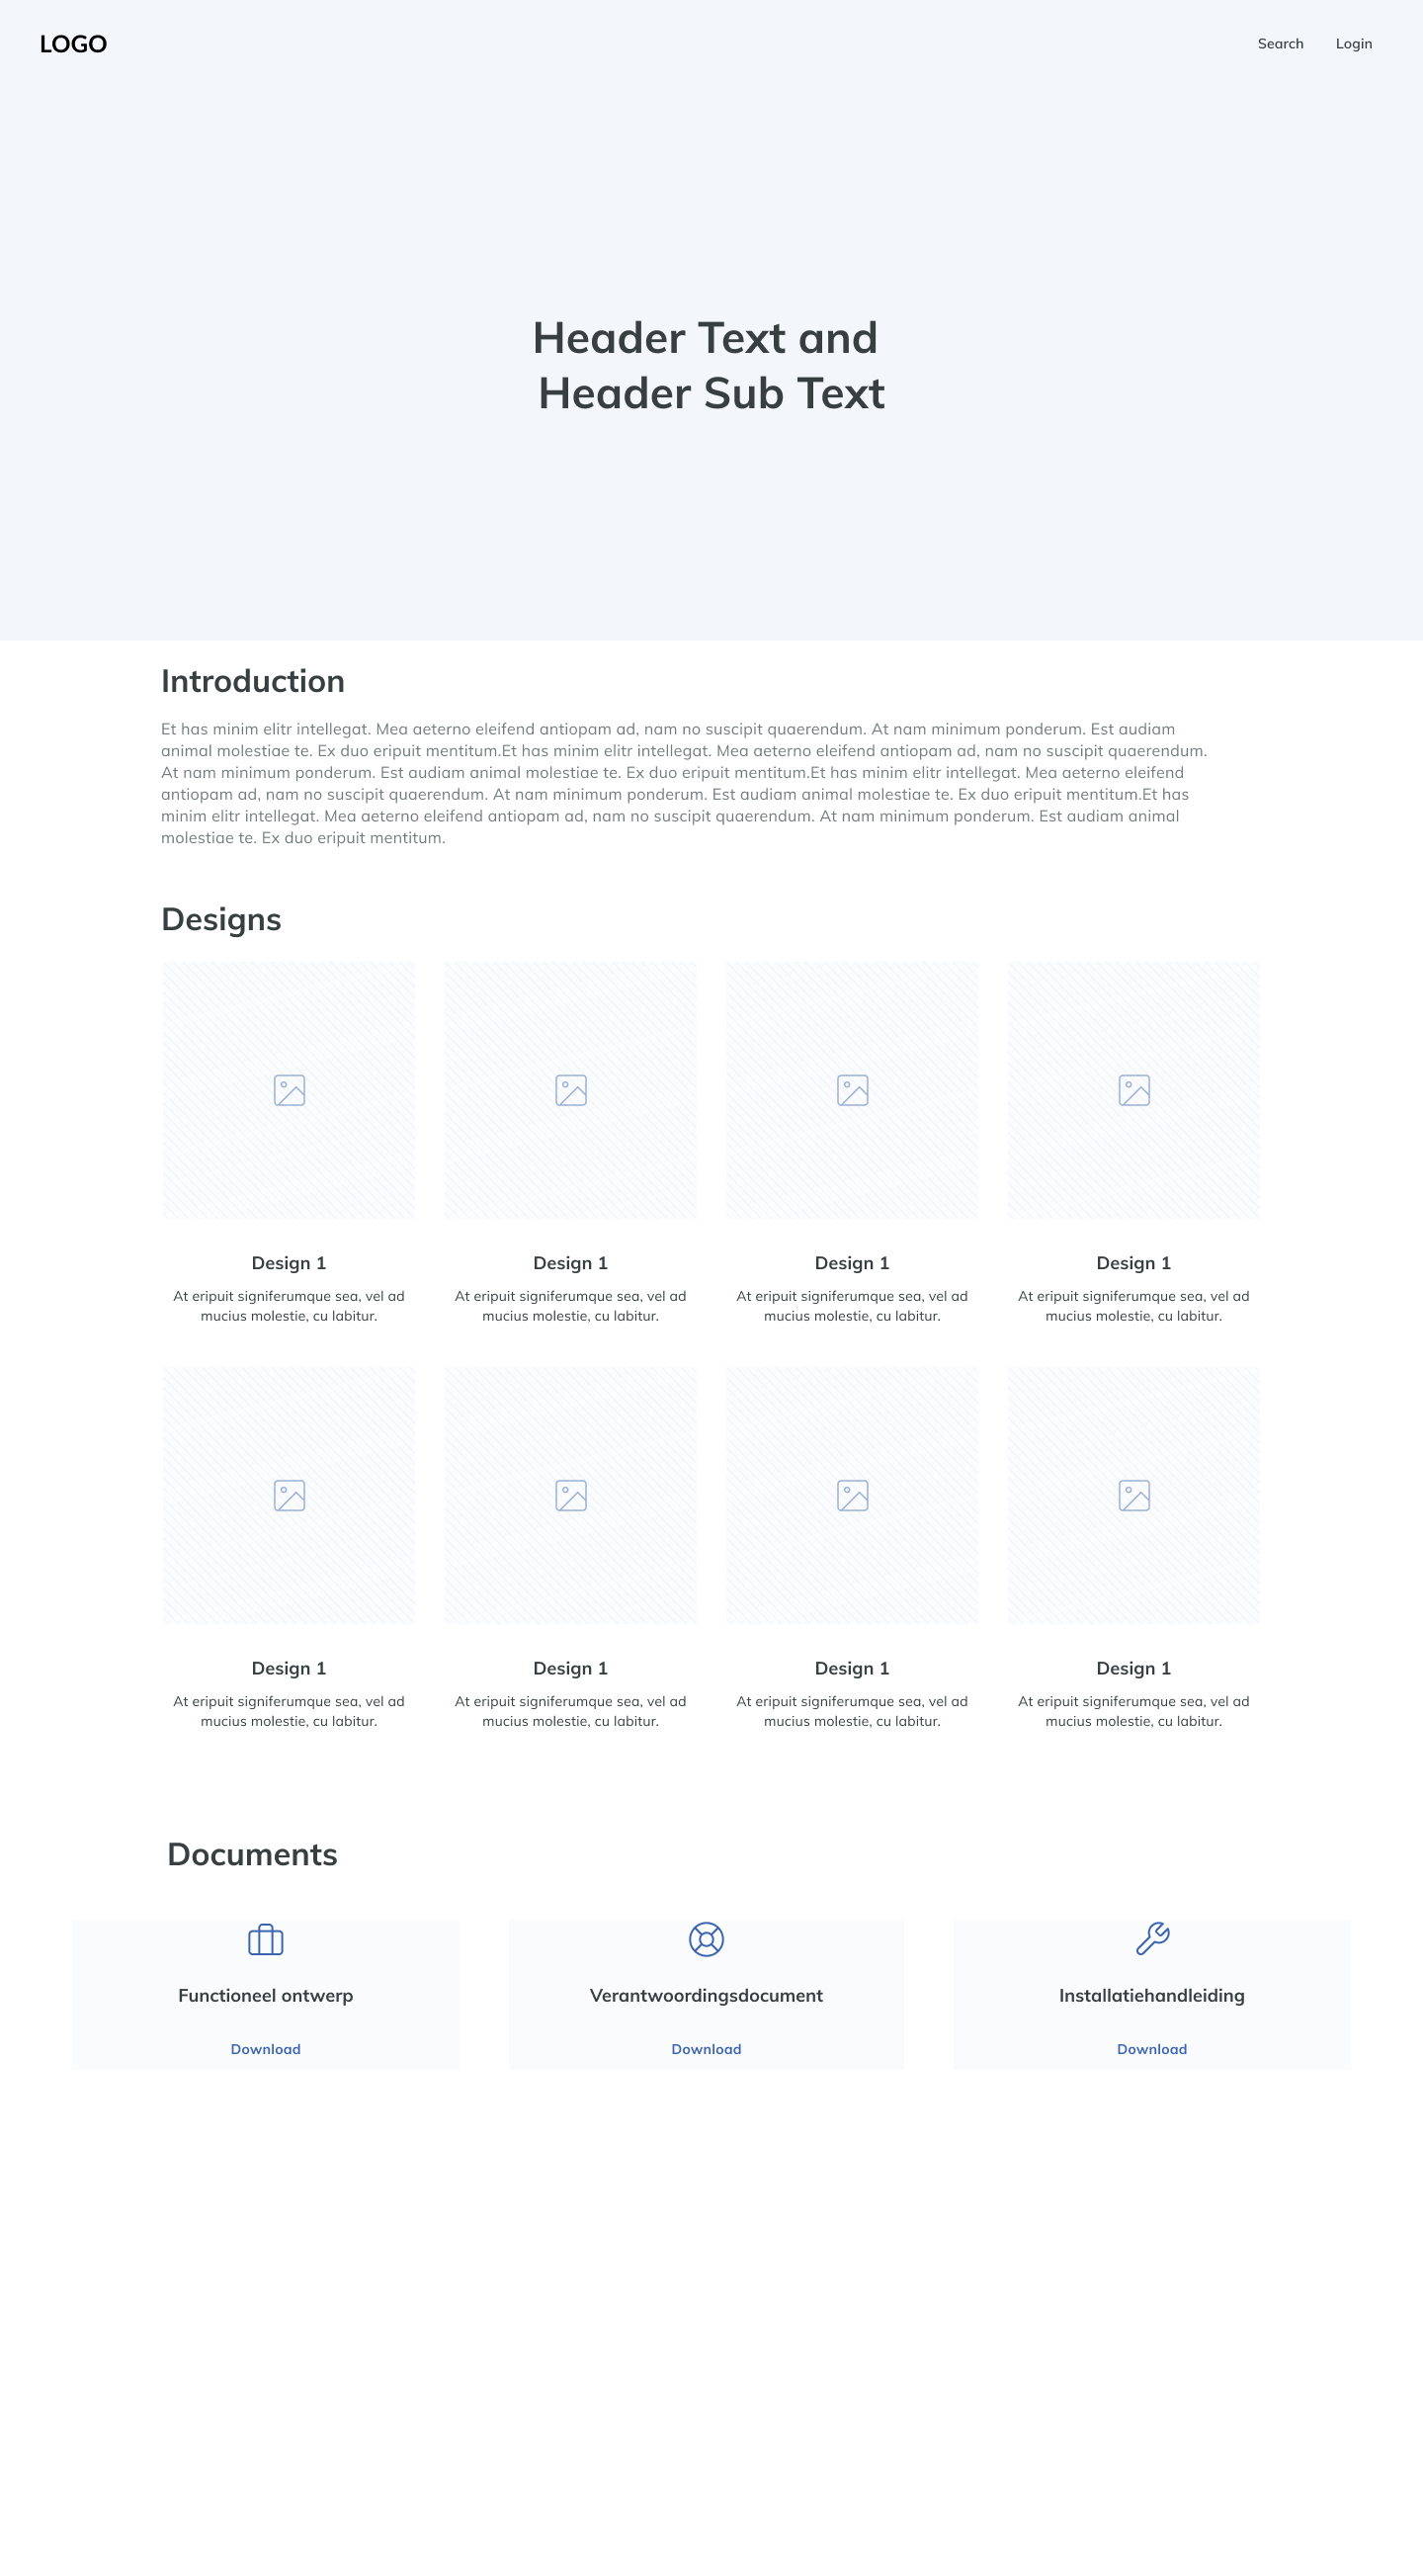 LOGO
Search
Login
Header Text and
Header Sub Text
Introduction
Et has minim elitr intellegat. Mea aeterno eleifend antiopam ad, nam no suscipit quaerendum. At nam minimum ponderum. Est audiam
animal molestiae te. Ex duo eripuit mentitum.Et has minim elitr intellegat. Mea aeterno eleifend antiopam ad, nam no suscipit quaerendum.
At nam minimum ponderum. Est audiam animal molestiae te. Ex duo eripuit mentitum.Et has minim elitr intellegat. Mea aeterno eleifend
antiopam ad, nam no suscipit quaerendum. At nam minimum ponderum. Est audiam animal molestiae te. Ex duo eripuit mentitum.Et has
minim elitr intellegat. Mea aeterno eleifend antiopam ad, nam no suscipit quaerendum. At nam minimum ponderum. Est audiam animal
molestiae te. Ex duo eripuit mentitum.
Designs
Design 1
At eripuit signiferumque sea, vel ad
mucius molestie, cu labitur.
Design 1
At eripuit signiferumque sea, vel ad
mucius molestie, cu labitur.
Design 1
At eripuit signiferumque sea, vel ad
mucius molestie, cu labitur.
Design 1
At eripuit signiferumque sea, vel ad
mucius molestie, cu labitur.
Design 1
At eripuit signiferumque sea, vel ad
mucius molestie, cu labitur.
Design 1
At eripuit signiferumque sea, vel ad
mucius molestie, cu labitur.
Design 1
At eripuit signiferumque sea, vel ad
mucius molestie, cu labitur.
Design 1
At eripuit signiferumque sea, vel ad
mucius molestie, cu labitur.
Documents
Functioneel ontwerp
Download
Verantwoordingsdocument
Download
Installatiehandleiding
Download